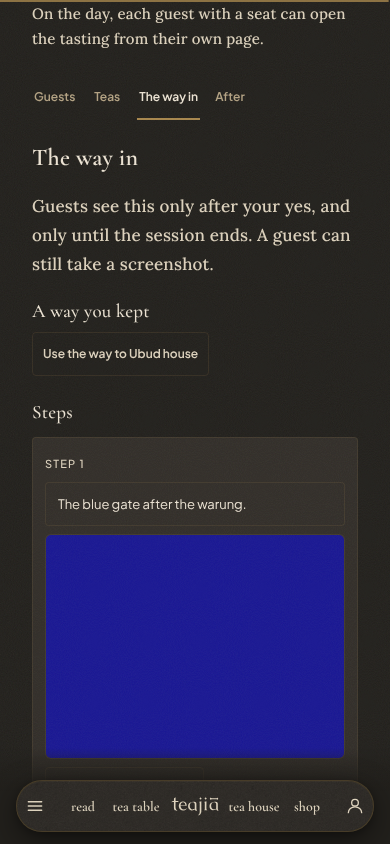 On the day, each guest with a seat can open
the tasting from their own page.
Guests Teas The way in After
The way in
Guests see this only after your yes, and
only until the session ends. A guest can
still take a screenshot.
A way you kept
Use the way to Ubud house
Steps
STEP 1
The blue gate after the warung.
read tea table teajiā tea house shop